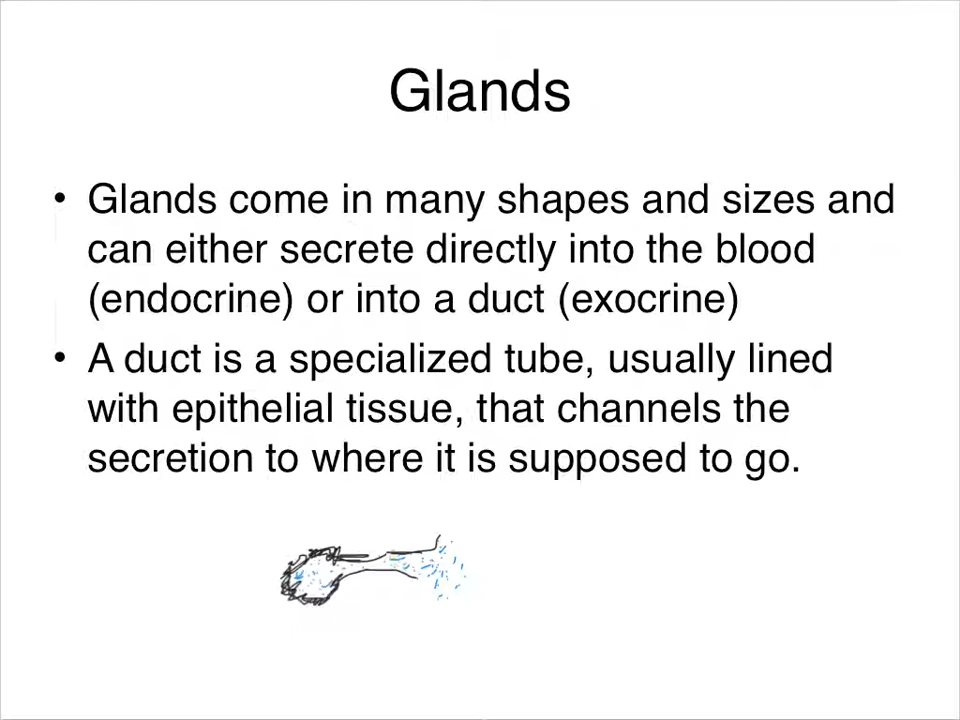 Glands
• Glands come in many shapes and sizes and
can either secrete directly into the blood
(endocrine) or into a duct (exocrine)
• A duct is a specialized tube, usually lined
with epithelial tissue, that channels the
secretion to where it is supposed to go.